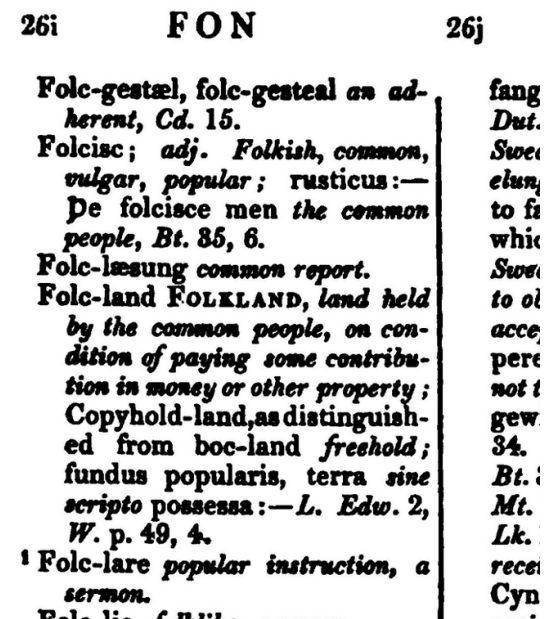 26i FON 26j
Folc-gestæl, folc-gesteal an ad-
herent, Cd. 15.
Folcisc; adj. Folkish, common,
vulgar, popular; rusticus:—
Þe folcisce men the common
people, Bt. 35, 6.
Folc-læsung common report.
Folc-land FOLKLAND, land held
by the common people, on con-
dition of paying some contribu-
tion in money or other property;
Copyhold-land, as distinguish-
ed from boc-land freehold;
fundus popularis, terra sine
scripto possessa:—L. Edw. 2,
W. p. 49, 4.
1 Folc-lare popular instruction, a
sermon.
fang
Dut.
Swed
elung
to fa
whic
Swed
to ob
accep
pere
not t
gew
34.
Bt.
Mt.
Lk.
recei
Cyn